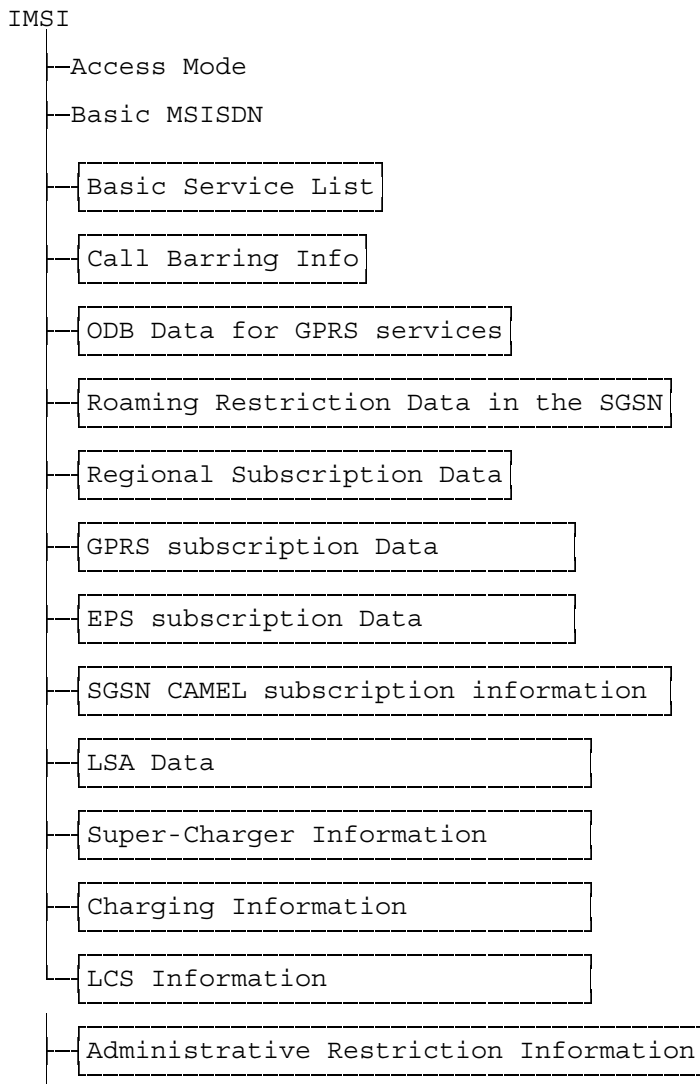 IMSI
Access Mode
Basic MSISDN
Basic Service List
Call Barring Info
ODB Data for GPRS services
Roaming Restriction Data in the SGSN
Regional Subscription Data
GPRS subscription Data
EPS subscription Data
SGSN CAMEL subscription information
LSA Data
Super-Charger Information
Charging Information
LCS Information
Administrative Restriction Information